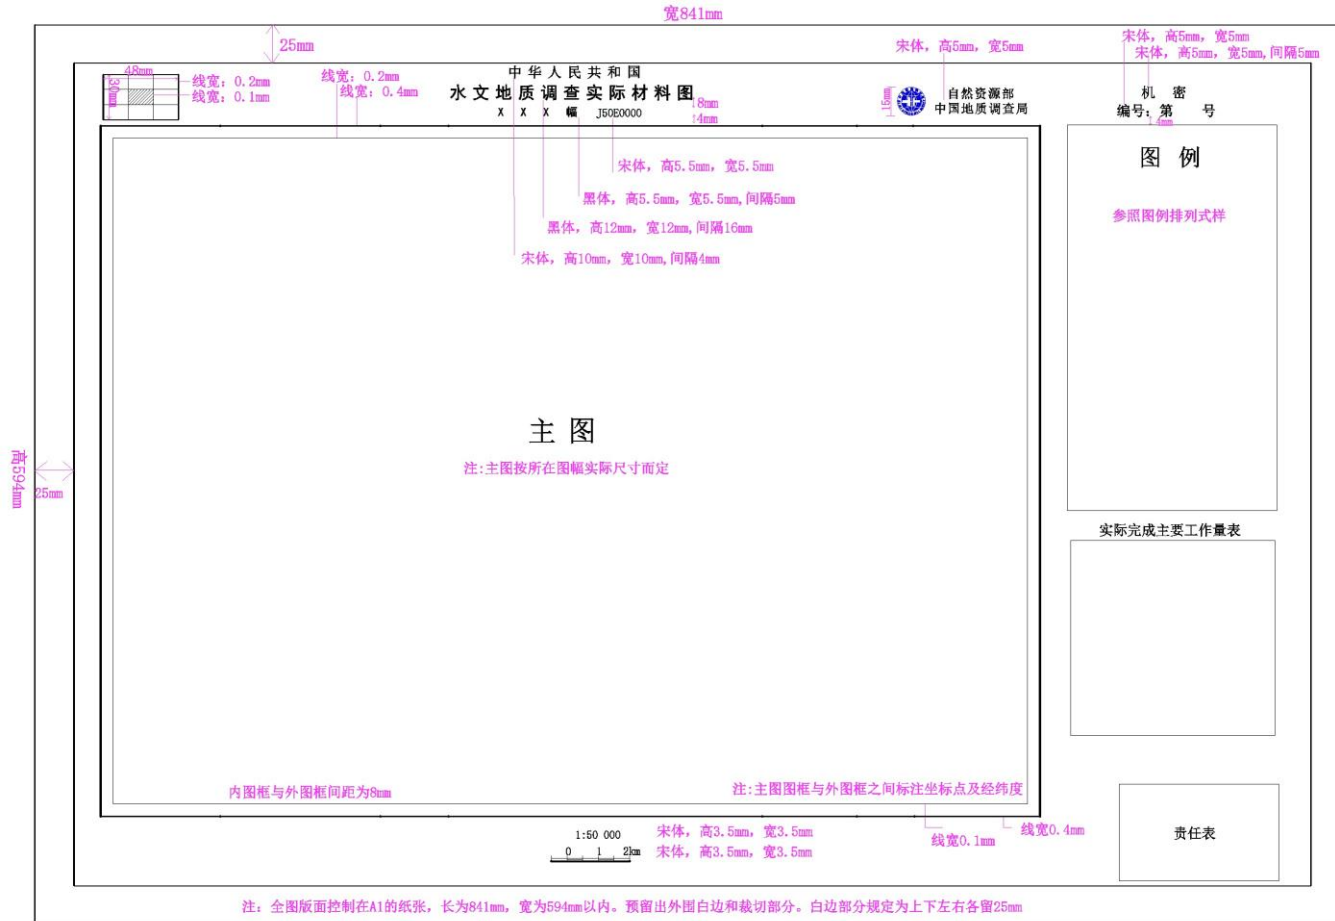 宽841mm
25mm
宋体，高5mm，宽5mm
宋体，高5mm，宽5mm
宋体，高5mm，宽5mm,间隔5mm
48mm
30mm
线宽：0.2mm
线宽：0.1mm
线宽：0.2mm
线宽：0.4mm
中华人民共和国
水文地质调查实际材料图
X X X 幅 J50E0000
8mm
4mm
15mm
自然资源部
中国地质调查局
机 密
编号：第 号
4mm
宋体，高5.5mm，宽5.5mm
黑体，高5.5mm，宽5.5mm,间隔5mm
黑体，高12mm，宽12mm,间隔16mm
宋体，高10mm，宽10mm,间隔4mm
图 例
参照图例排列式样
主 图
注:主图按所在图幅实际尺寸而定
高594mm
25mm
实际完成主要工作量表
内图框与外图框间距为8mm
注:主图图框与外图框之间标注坐标点及经纬度
线宽0.1mm
线宽0.4mm
1:50 000
宋体，高3.5mm，宽3.5mm
0 1 2km
宋体，高3.5mm，宽3.5mm
责任表
注：全图版面控制在A1的纸张，长为841mm，宽为594mm以内。预留出外围白边和裁切部分。白边部分规定为上下左右各留25mm